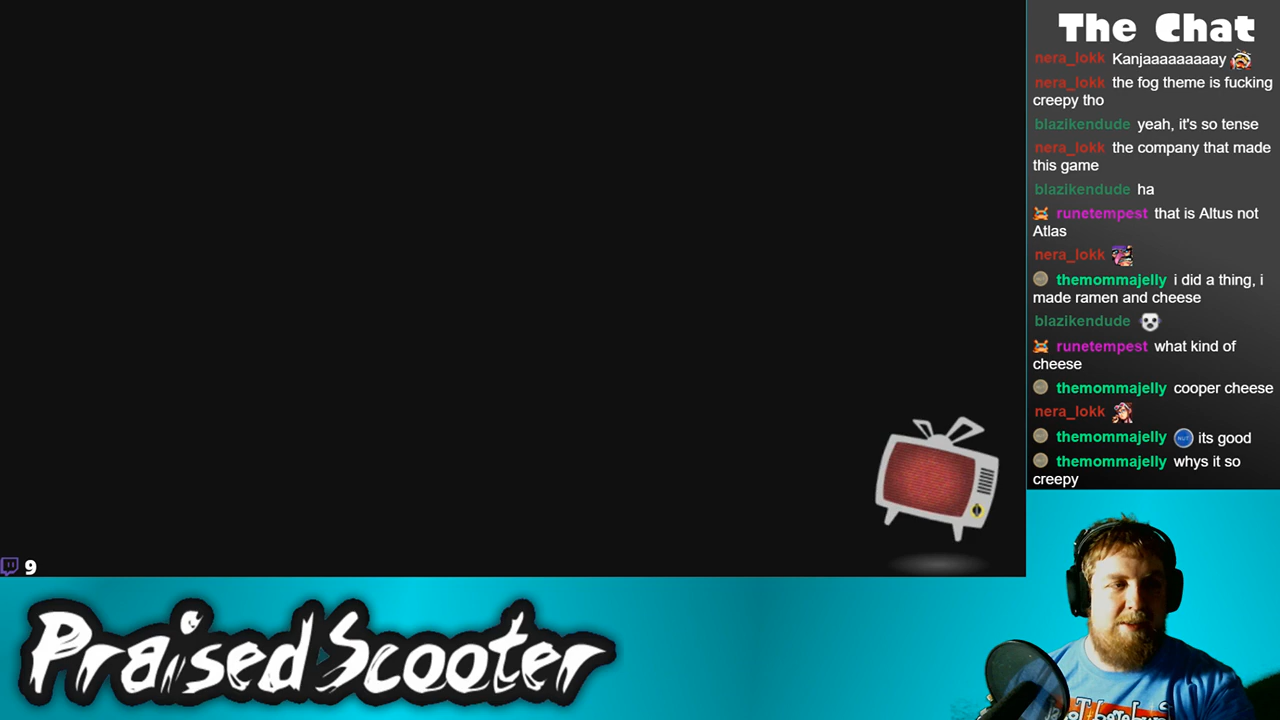 The Chat
nera_lokk Kanjaaaaaaaaay
nera_lokk the fog theme is fucking
creepy tho
blazikendude yeah, it's so tense
nera_lokk the company that made
this game
blazikendude ha
runetempest that is Altus not
Atlas
nera_lokk
themommajelly i did a thing, i
made ramen and cheese
blazikendude
runetempest what kind of
cheese
themommajelly cooper cheese
nera_lokk
themommajelly NUT its good
themommajelly whys it so
creepy
9
PraisedScooter